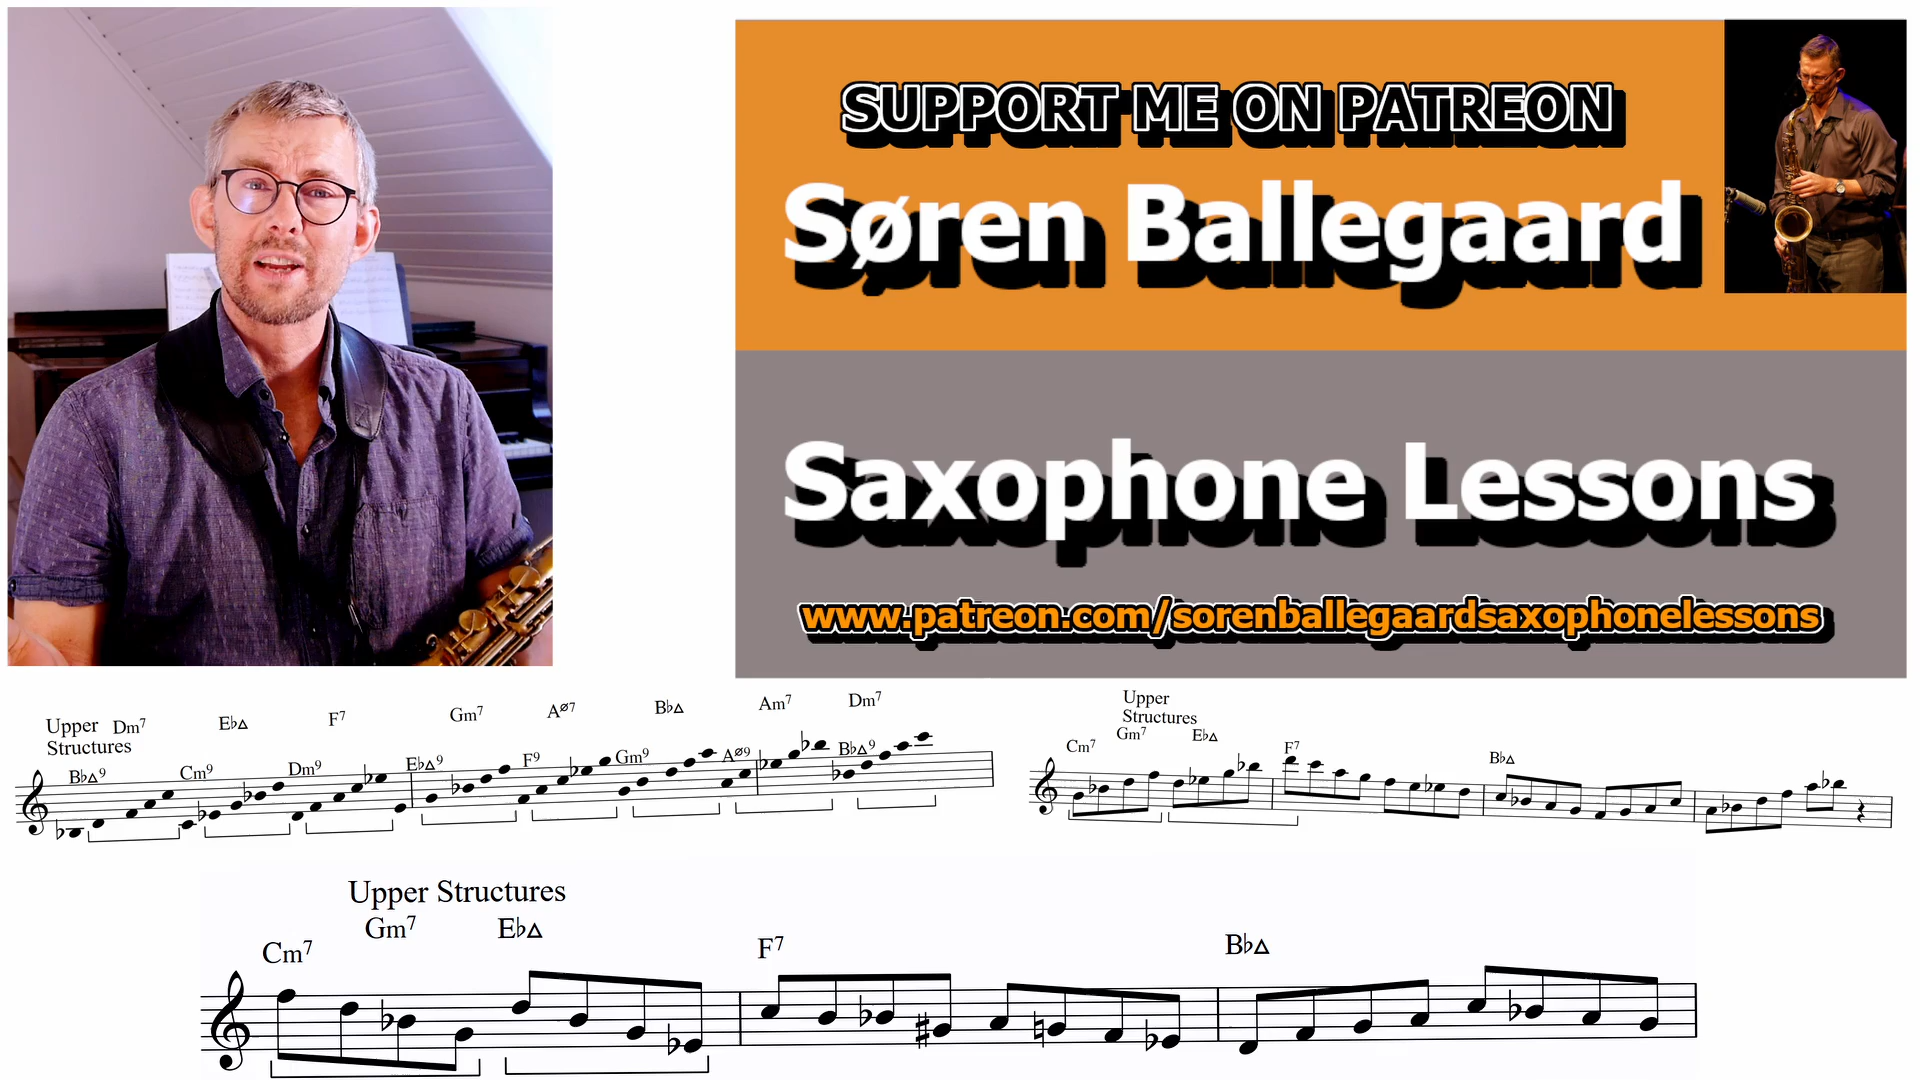 SUPPORT ME ON PATREON
Søren Ballegaard
Saxophone Lessons
www.patreon.com/sorenballegaardsaxophonelessons
Upper Structures
Dm7 E♭△ F7 Gm7 Aø7 B♭△ Am7 Dm7
B♭△9 Cm9 Dm9 E♭△9 F9 Gm9 Aø9 B♭△9
Upper
Structures
Cm7 Gm7 E♭△ F7 B♭△
Upper Structures
Gm7 E♭△
Cm7 F7 B♭△